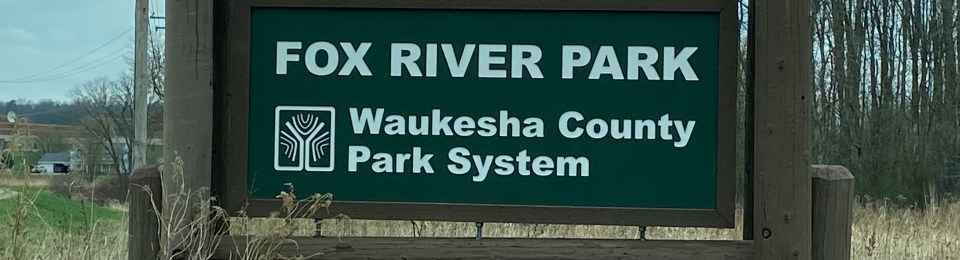 FOX RIVER PARK
Waukesha County
Park System